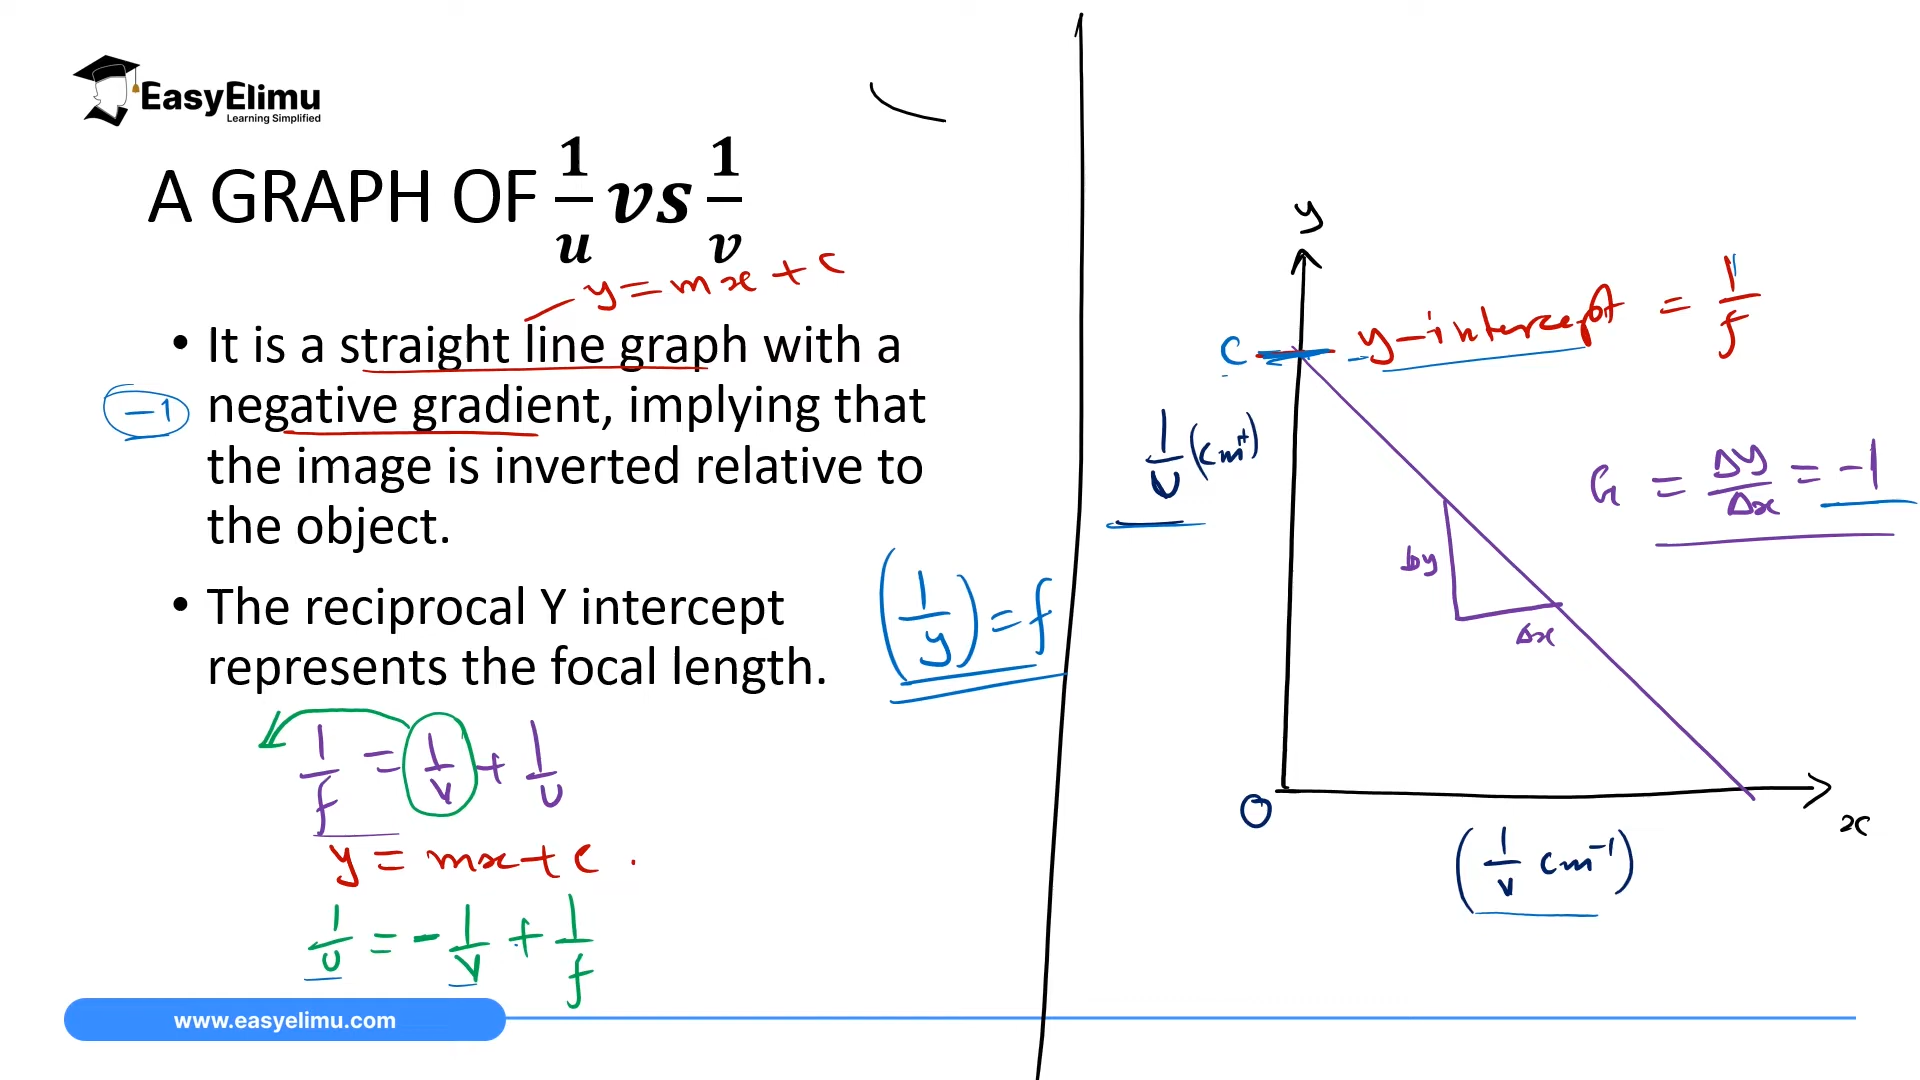 EasyElimu
Learning Simplified
A GRAPH OF 1/u vs 1/v
y = mx + c
• It is a straight line graph with a
-1
negative gradient, implying that
the image is inverted relative to
the object.
• The reciprocal Y intercept
represents the focal length.
(1/y) = f
1/f = 1/v + 1/u
y = mx + c .
1/u = - 1/v + 1/f
www.easyelimu.com
y
C
y-intercept = 1/f
1/u (cm⁻¹)
G = Δy/Δx = -1
Δy
Δx
O
x
(1/v cm⁻¹)